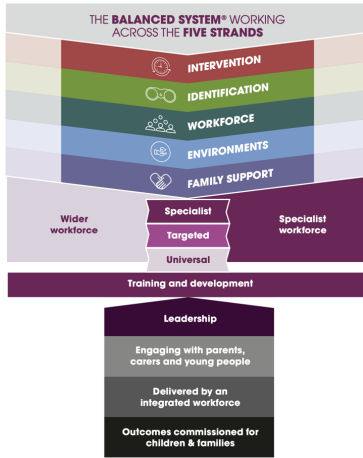 THE BALANCED SYSTEM® WORKING
ACROSS THE FIVE STRANDS
INTERVENTION
IDENTIFICATION
WORKFORCE
ENVIRONMENTS
FAMILY SUPPORT
Wider
workforce
Specialist
Targeted
Universal
Specialist
workforce
Training and development
Leadership
Engaging with parents,
carers and young people
Delivered by an
integrated workforce
Outcomes commissioned for
children & families